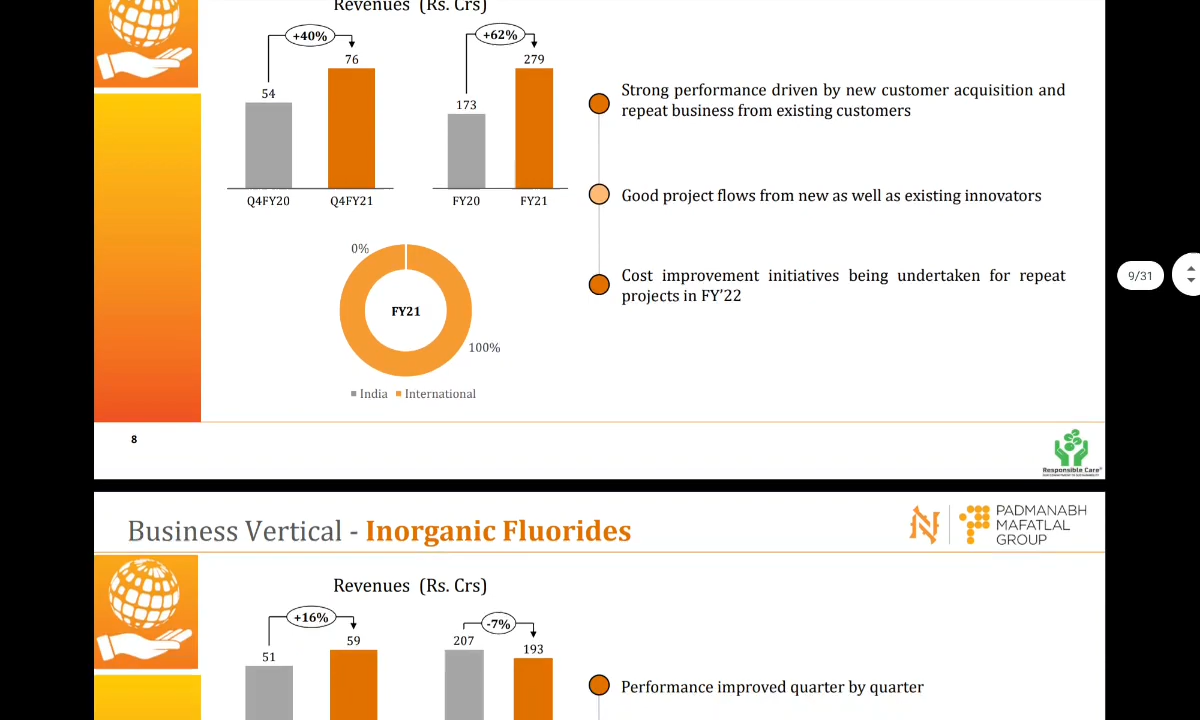 Revenues (Rs. Crs)
+40%
+62%
54
76
173
279
Q4FY20
Q4FY21
FY20
FY21
Strong performance driven by new customer acquisition and
repeat business from existing customers
Good project flows from new as well as existing innovators
Cost improvement initiatives being undertaken for repeat
projects in FY'22
0%
FY21
100%
India
International
9/31
8
Responsible Care®
Business Vertical - Inorganic Fluorides
PADMANABH
MAFATLAL
GROUP
Revenues (Rs. Crs)
+16%
-7%
51
59
207
193
Performance improved quarter by quarter